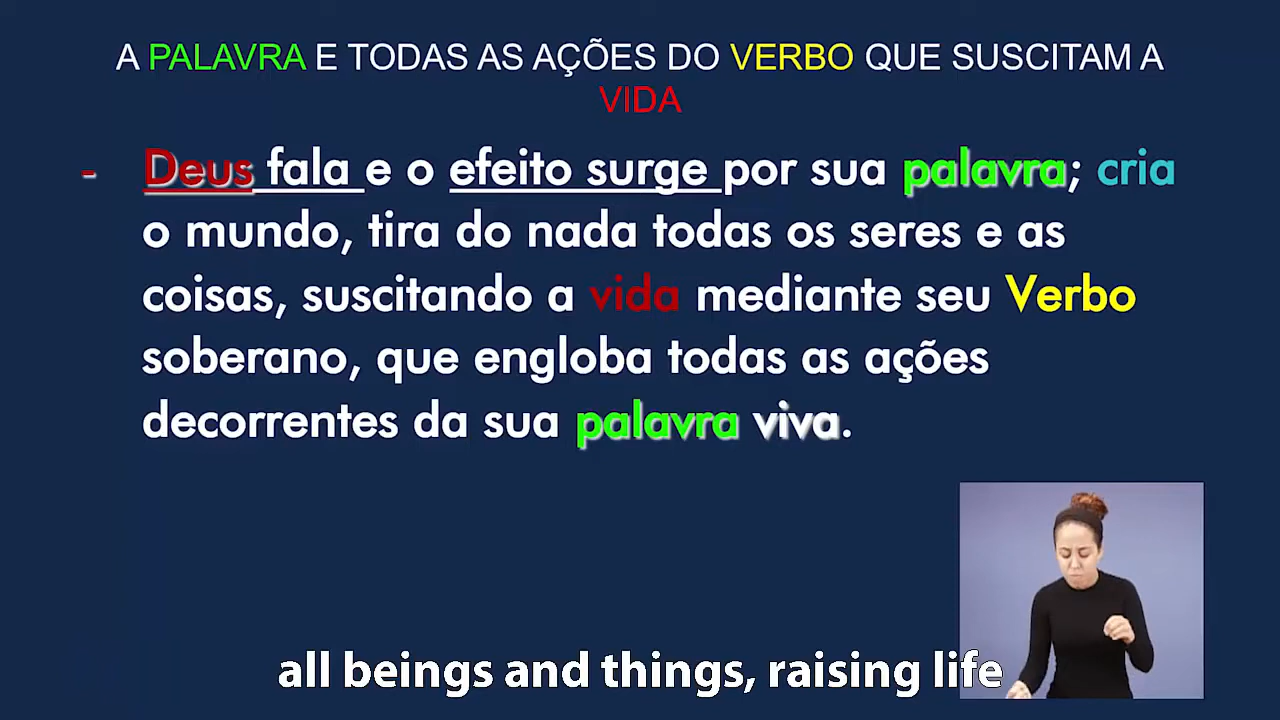 A PALAVRA E TODAS AS AÇÕES DO VERBO QUE SUSCITAM A
VIDA
- Deus fala e o efeito surge por sua palavra; cria
o mundo, tira do nada todas os seres e as
coisas, suscitando a vida mediante seu Verbo
soberano, que engloba todas as ações
decorrentes da sua palavra viva.
all beings and things, raising life